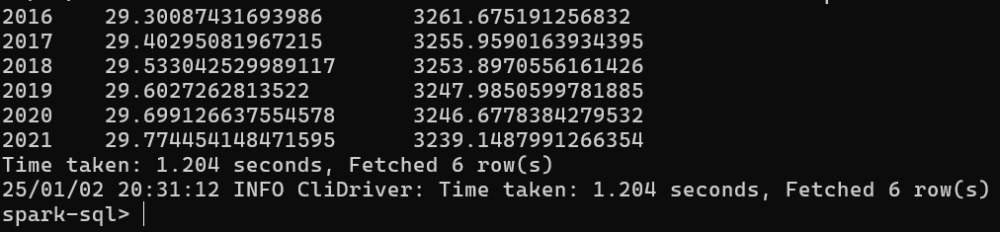 2016    29.30087431693986       3261.675191256832
2017    29.40295081967215       3255.9590163934395
2018    29.533042529989117      3253.8970556161426
2019    29.6027262813522        3247.9850599781885
2020    29.699126637554578      3246.6778384279532
2021    29.774454148471595      3239.1487991266354
Time taken: 1.204 seconds, Fetched 6 row(s)
25/01/02 20:31:12 INFO CliDriver: Time taken: 1.204 seconds, Fetched 6 row(s)
spark-sql>